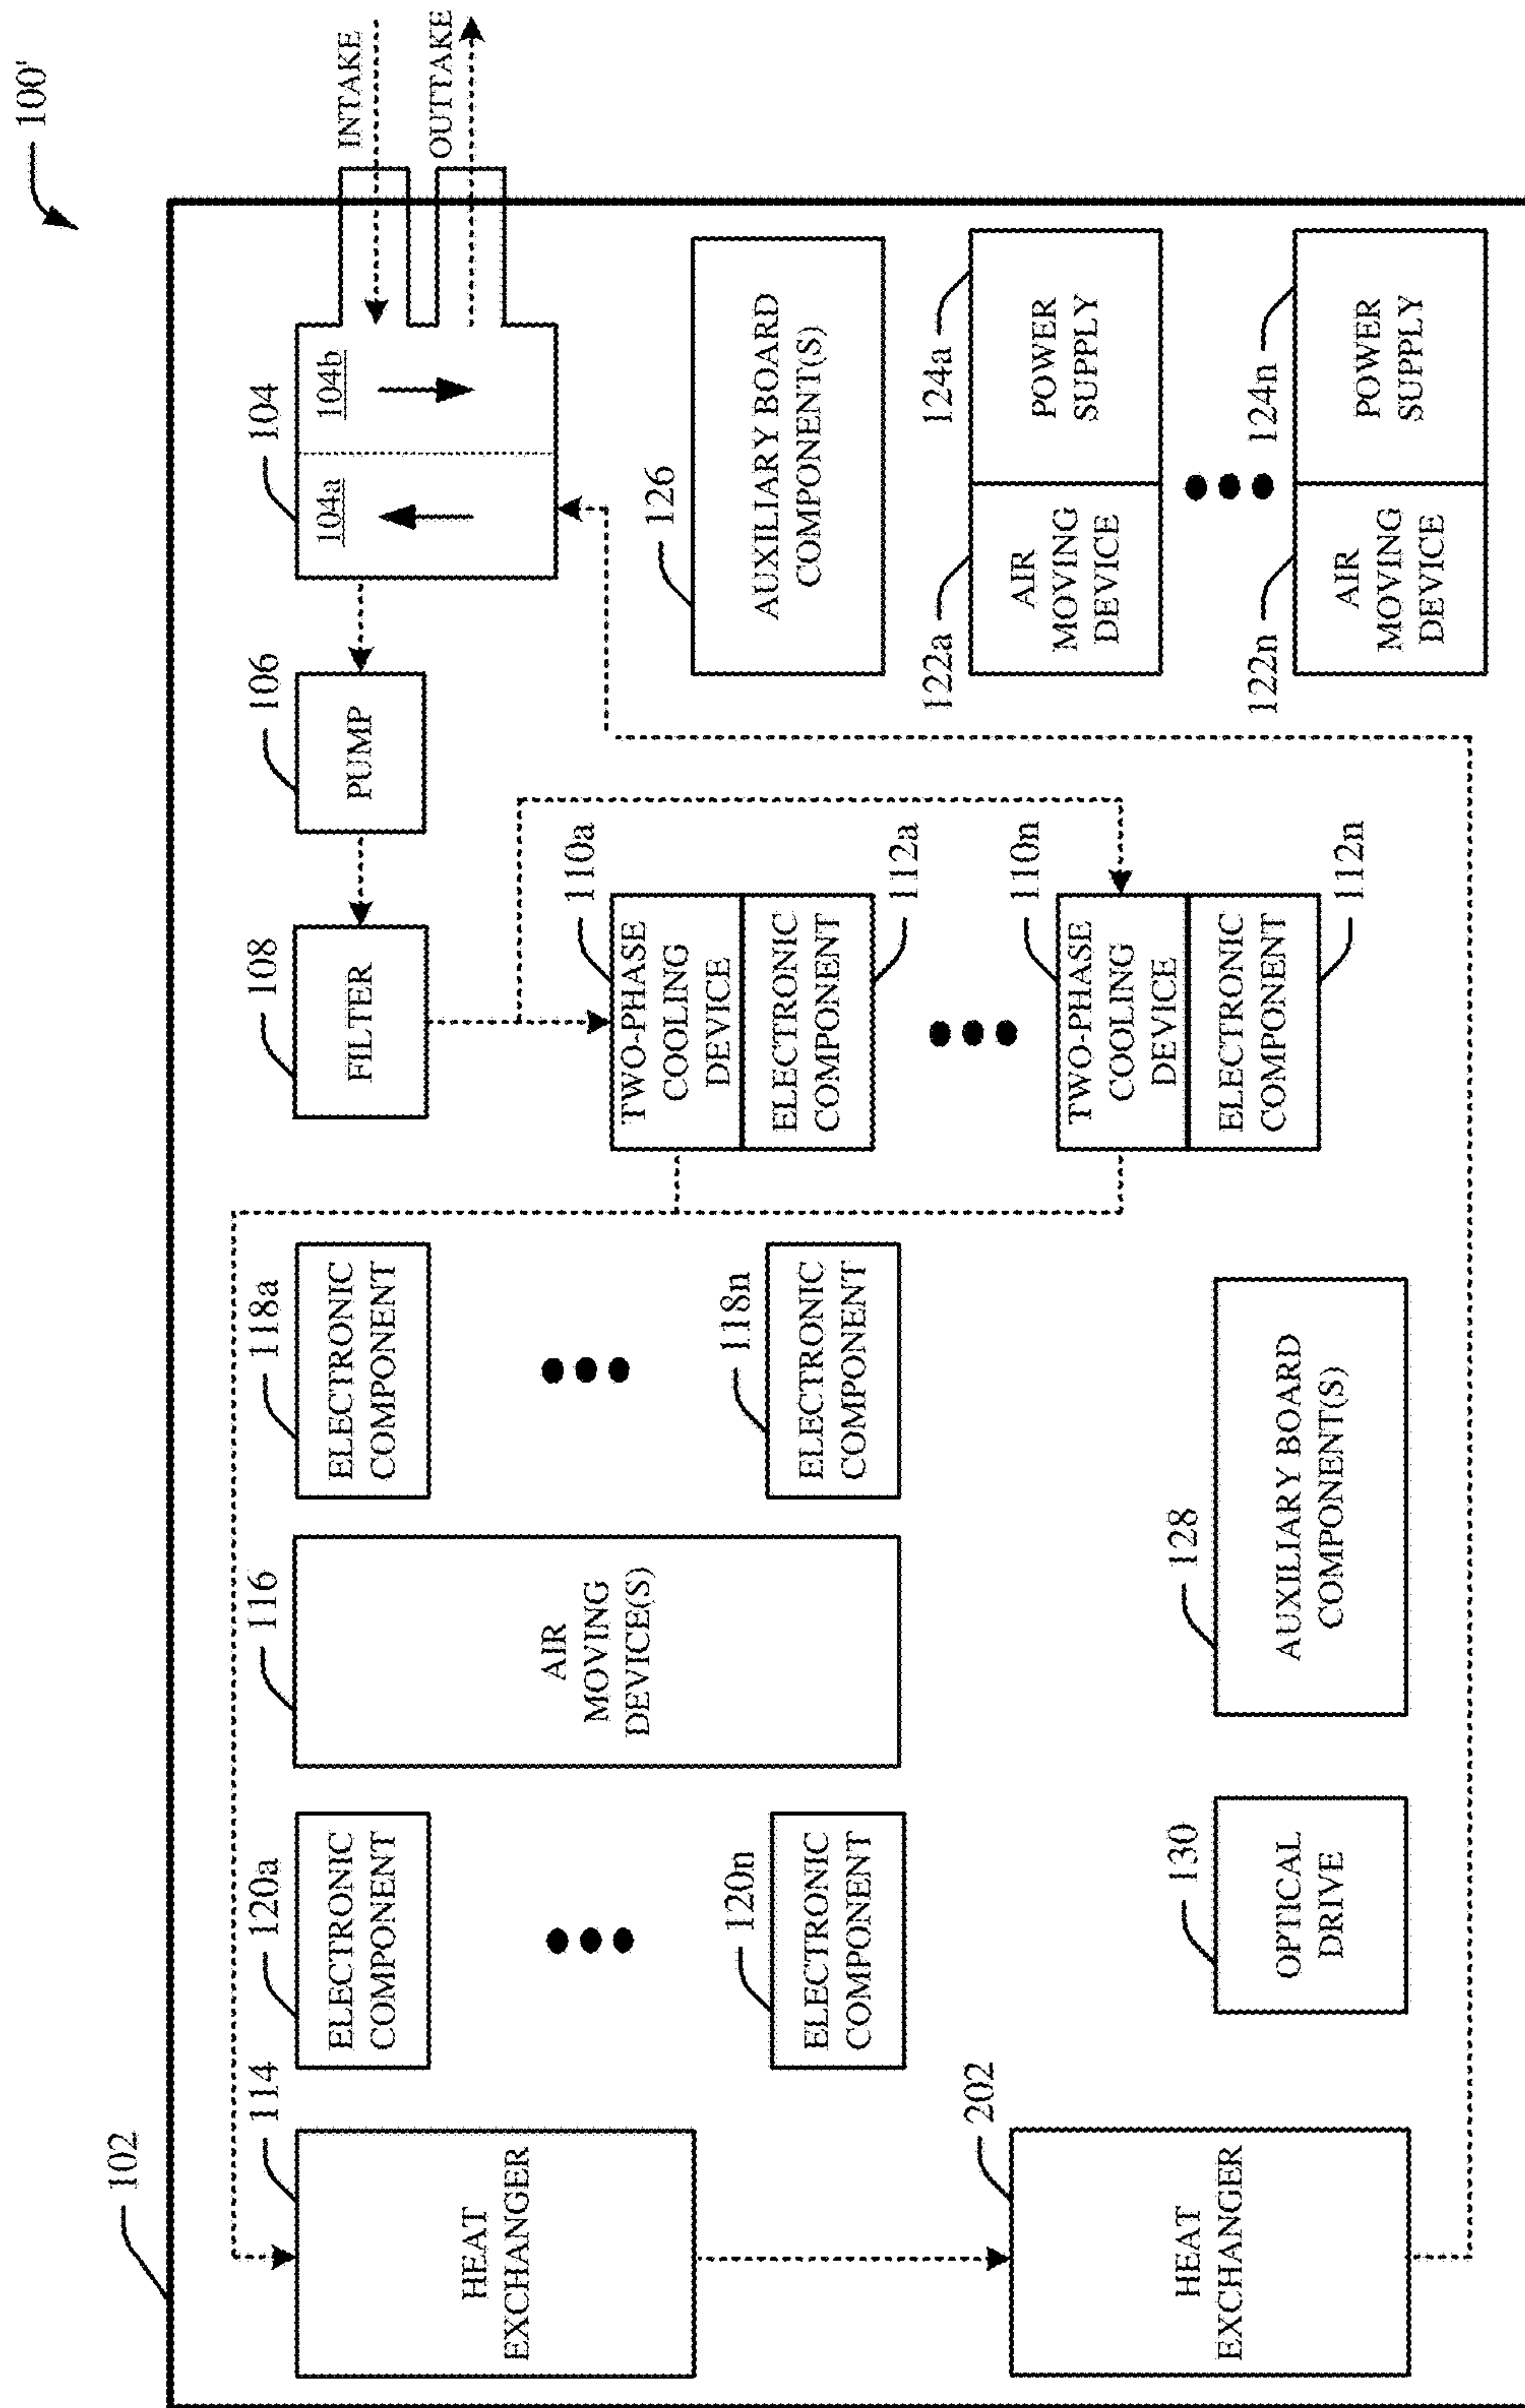 100'
102
INTAKE
OUTTAKE
104
104a
104b
106
PUMP
108
FILTER
110a
TWO-PHASE
COOLING
DEVICE
112a
ELECTRONIC
COMPONENT
110n
TWO-PHASE
COOLING
DEVICE
112n
ELECTRONIC
COMPONENT
118a
ELECTRONIC
COMPONENT
118n
ELECTRONIC
COMPONENT
116
AIR
MOVING
DEVICE(S)
120a
ELECTRONIC
COMPONENT
120n
ELECTRONIC
COMPONENT
114
HEAT
EXCHANGER
202
HEAT
EXCHANGER
130
OPTICAL
DRIVE
128
AUXILIARY BOARD
COMPONENT(S)
126
AUXILIARY BOARD
COMPONENT(S)
122a
AIR
MOVING
DEVICE
124a
POWER
SUPPLY
122n
AIR
MOVING
DEVICE
124n
POWER
SUPPLY